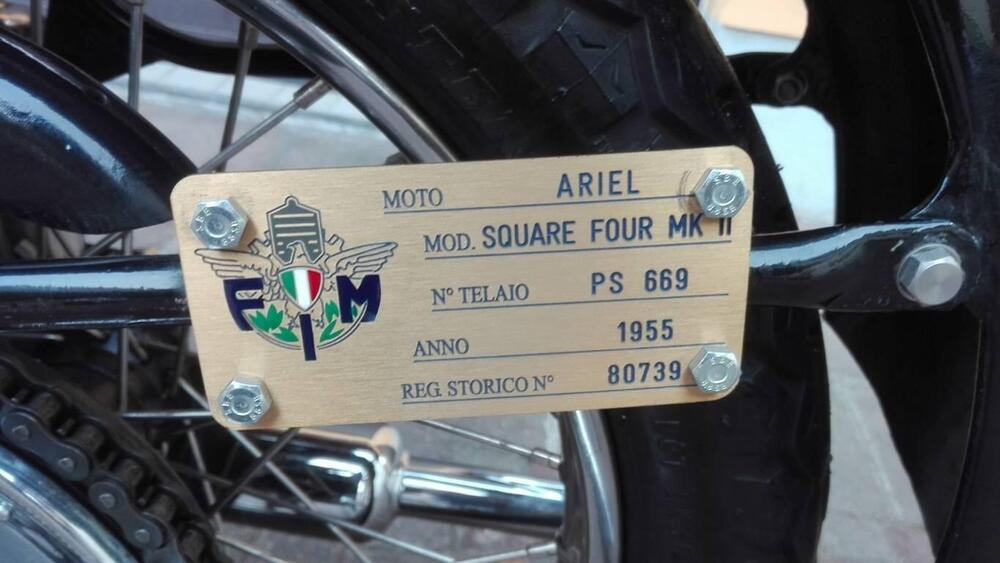 MOTO ARIEL
MOD. SQUARE FOUR MK II
N° TELAIO PS 669
ANNO 1955
REG. STORICO N° 80739
FIM